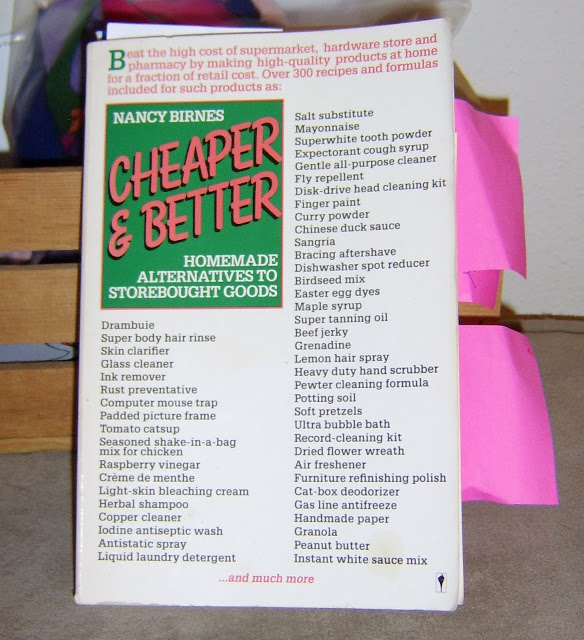 Beat the high cost of supermarket, hardware store and
pharmacy by making high-quality products at home
for a fraction of retail cost. Over 300 recipes and formulas
included for such products as:
NANCY BIRNES
CHEAPER
& BETTER
HOMEMADE
ALTERNATIVES TO
STOREBOUGHT GOODS
Drambuie
Super body hair rinse
Skin clarifier
Glass cleaner
Ink remover
Rust preventative
Computer mouse trap
Padded picture frame
Tomato catsup
Seasoned shake-in-a-bag
mix for chicken
Raspberry vinegar
Crème de menthe
Light-skin bleaching cream
Herbal shampoo
Copper cleaner
Iodine antiseptic wash
Antistatic spray
Liquid laundry detergent
Salt substitute
Mayonnaise
Superwhite tooth powder
Expectorant cough syrup
Gentle all-purpose cleaner
Fly repellent
Disk-drive head cleaning kit
Finger paint
Curry powder
Chinese duck sauce
Sangria
Bracing aftershave
Dishwasher spot reducer
Birdseed mix
Easter egg dyes
Maple syrup
Super tanning oil
Beef jerky
Grenadine
Lemon hair spray
Heavy duty hand scrubber
Pewter cleaning formula
Potting soil
Soft pretzels
Ultra bubble bath
Record-cleaning kit
Dried flower wreath
Air freshener
Furniture refinishing polish
Cat-box deodorizer
Gas line antifreeze
Handmade paper
Granola
Peanut butter
Instant white sauce mix
...and much more